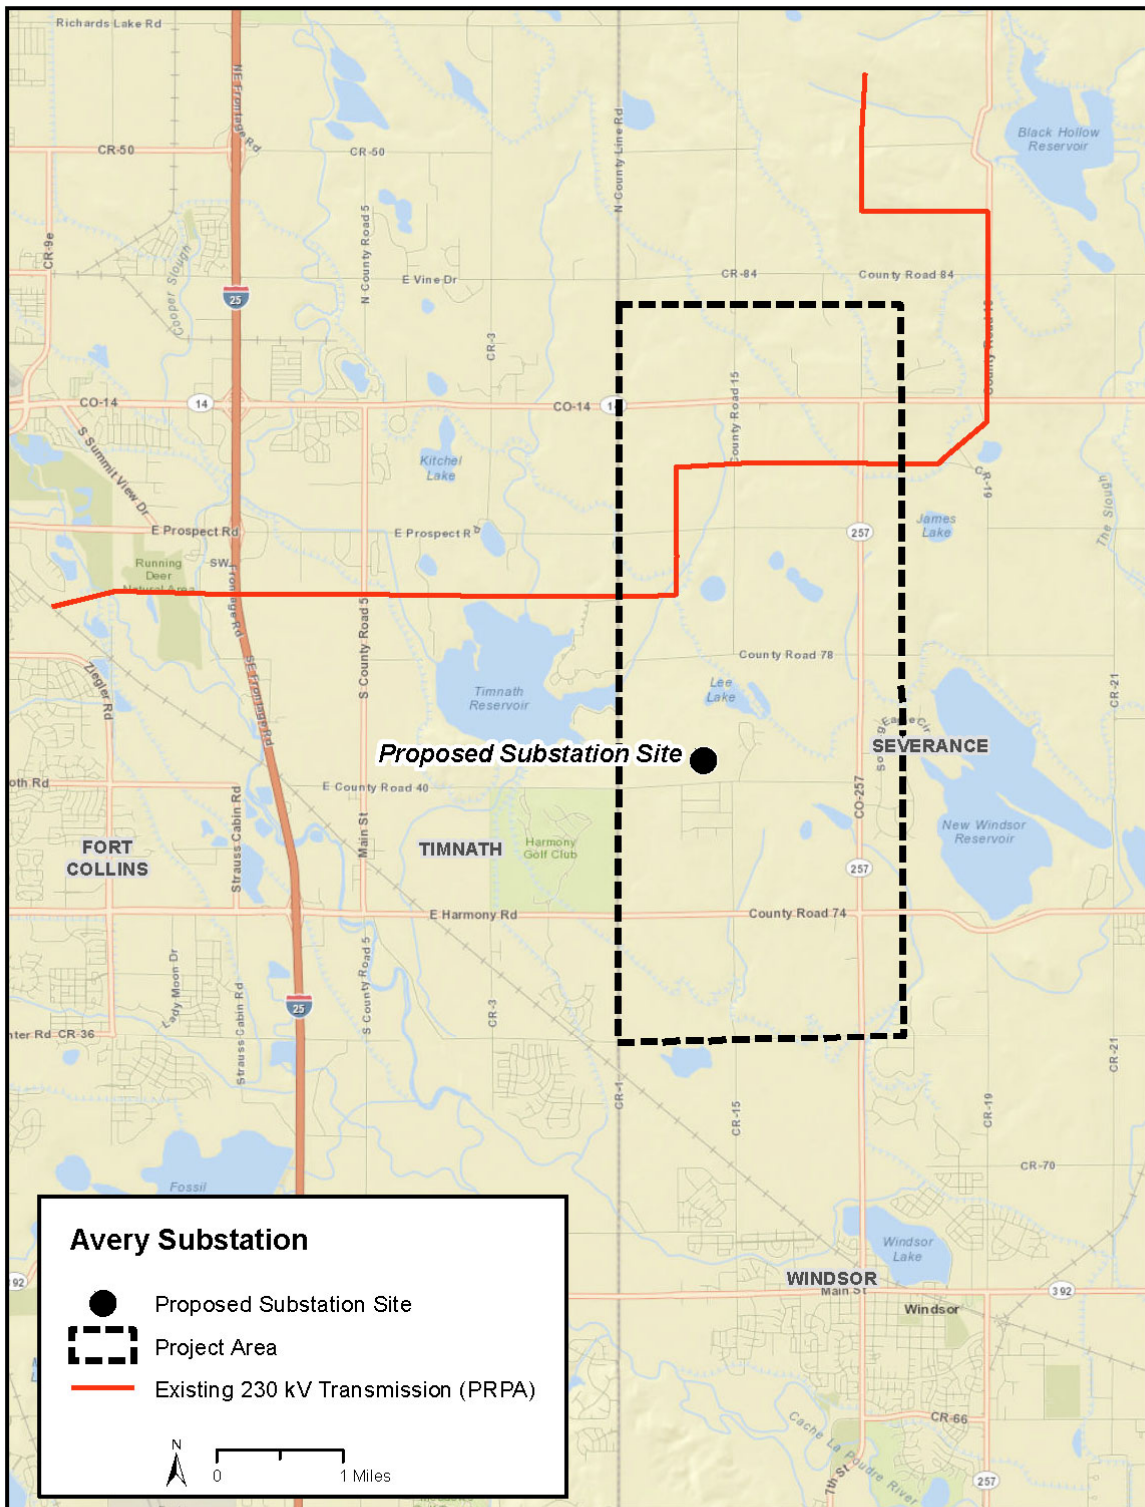 Richards Lake Rd
NE Frontage Rd
N County Line Rd
Black Hollow
Reservoir
CR-50
CR-50
CR-9e
Cooper Slough
N County Road 5
E Vine Dr
CR-84
County Road 84
25
CR-3
County Road 15
CO-14
14
CO-14
S Summit View Dr
Kitchel
Lake
CR-19
The Slough
E Prospect Rd
E Prospect Rd
257
James
Lake
Running
Deer
Natural Area
SW Frontage Rd
S County Road 5
County Road 78
Ziegler Rd
SE Frontage Rd
Timnath
Reservoir
Lee
Lake
CR-21
Proposed Substation Site
SEVERANCE
E County Road 40
CO-257
oth Rd
Strauss Cabin Rd
Main St
FORT
COLLINS
TIMNATH
Harmony
Golf Club
New Windsor
Reservoir
257
E Harmony Rd
County Road 74
Lady Moon Dr
Strauss Cabin Rd
S County Road 5
CR-3
25
nter Rd CR-36
CR-21
CR-1
CR-15
CR-19
CR-70
Fossil
Windsor
Lake
WINDSOR
Main St
392
Windsor
392
CR-66
Cache La Poudre River
7th St
257
Avery Substation
Proposed Substation Site
Project Area
Existing 230 kV Transmission (PRPA)
N
0
1 Miles